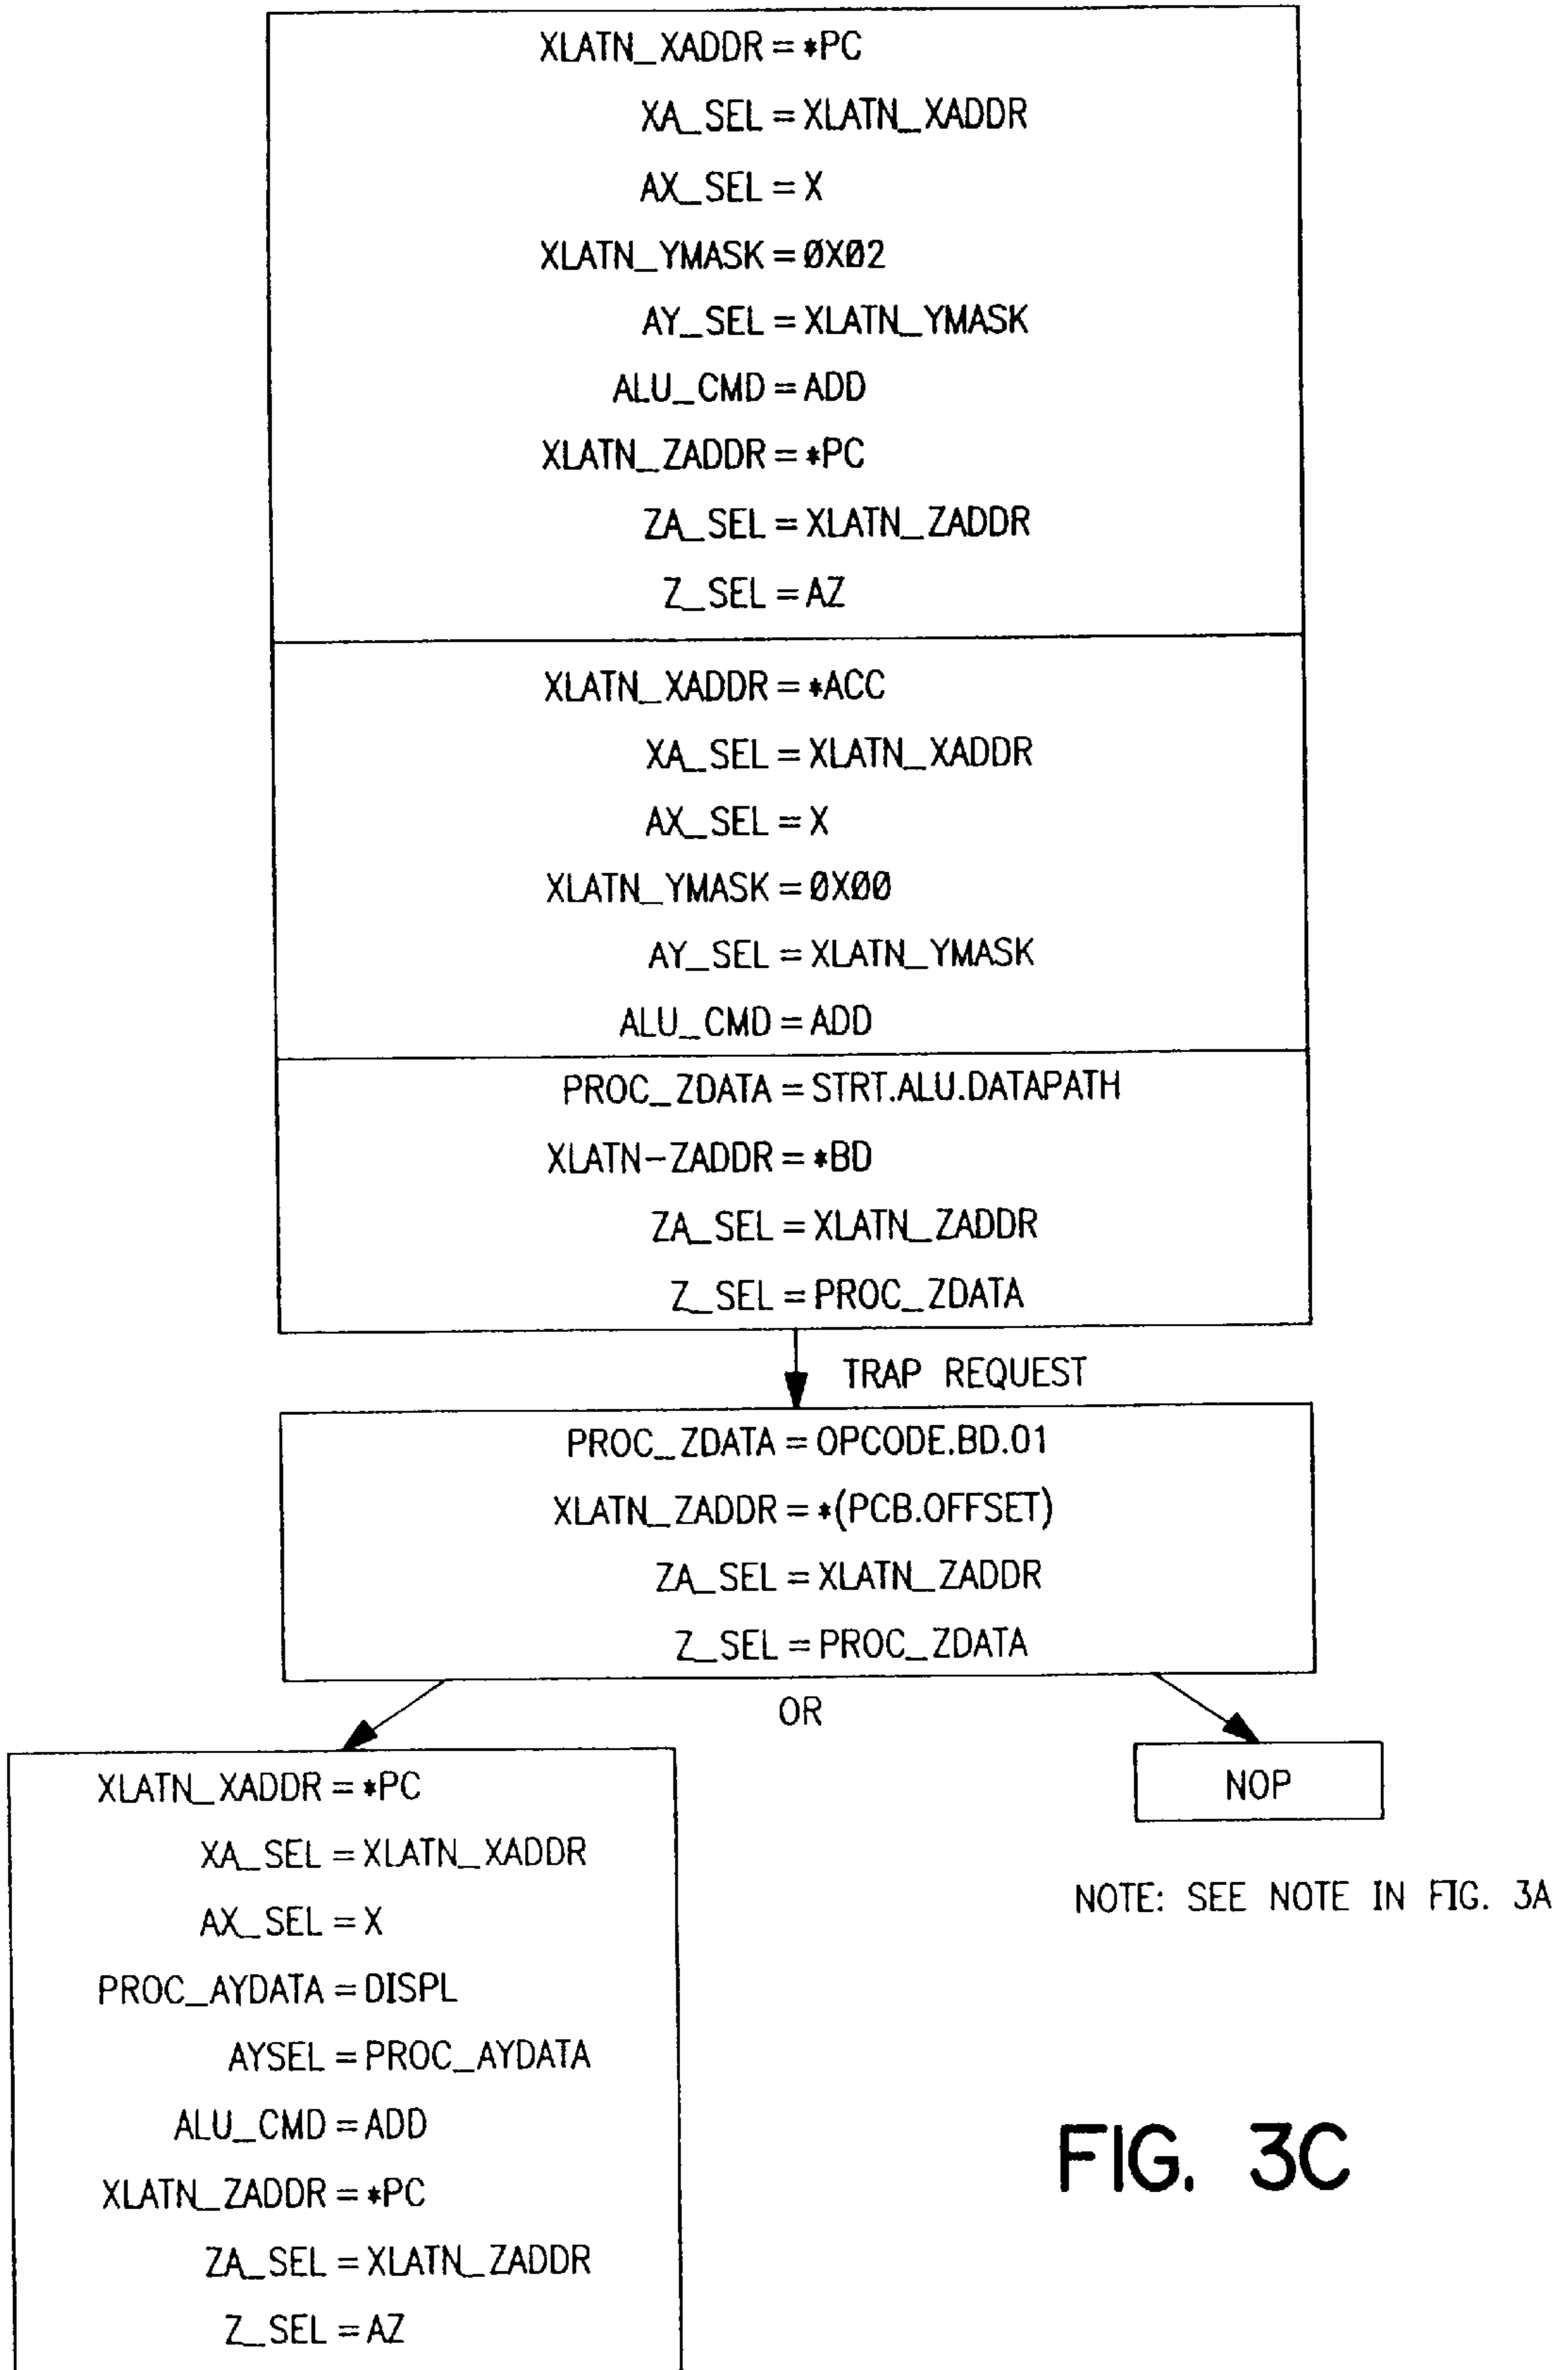 XLATN_XADDR = *PC
XA_SEL = XLATN_XADDR
AX_SEL = X
XLATN_YMASK = 0X02
AY_SEL = XLATN_YMASK
ALU_CMD = ADD
XLATN_ZADDR = *PC
ZA_SEL = XLATN_ZADDR
Z_SEL = AZ
XLATN_XADDR = *ACC
XA_SEL = XLATN_XADDR
AX_SEL = X
XLATN_YMASK = 0X00
AY_SEL = XLATN_YMASK
ALU_CMD = ADD
PROC_ZDATA = STRT.ALU.DATAPATH
XLATN-ZADDR = *BD
ZA_SEL = XLATN_ZADDR
Z_SEL = PROC_ZDATA
TRAP REQUEST
PROC_ZDATA = OPCODE.BD.01
XLATN_ZADDR = *(PCB.OFFSET)
ZA_SEL = XLATN_ZADDR
Z_SEL = PROC_ZDATA
OR
XLATN_XADDR = *PC
XA_SEL = XLATN_XADDR
AX_SEL = X
PROC_AYDATA = DISPL
AYSEL = PROC_AYDATA
ALU_CMD = ADD
XLATN_ZADDR = *PC
ZA_SEL = XLATN_ZADDR
Z_SEL = AZ
NOP
NOTE: SEE NOTE IN FIG. 3A
FIG. 3C